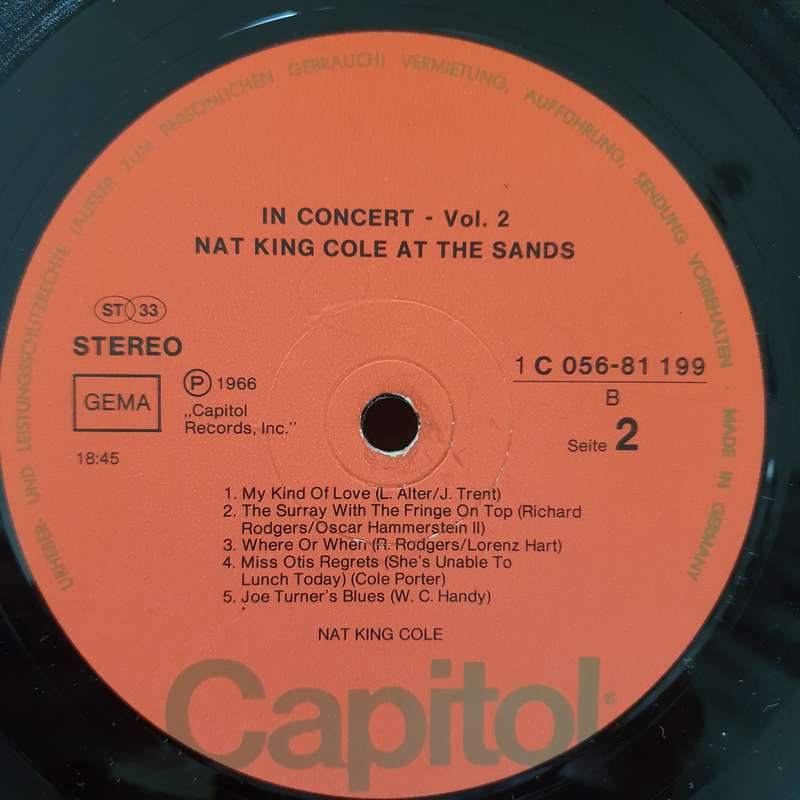 URHEBER- UND LEISTUNGSSCHUTZRECHTE (AUSSER ZUM PERSÖNLICHEN GEBRAUCH) VERMIETUNG, AUFFÜHRUNG, SENDUNG VORBEHALTEN · MADE IN GERMANY
IN CONCERT - Vol. 2
NAT KING COLE AT THE SANDS
ST 33
STEREO
GEMA
℗ 1966
„Capitol
Records, Inc.”
18:45
1 C 056-81 199
B
Seite 2
1. My Kind Of Love (L. Alter/J. Trent)
2. The Surray With The Fringe On Top (Richard
Rodgers/Oscar Hammerstein II)
3. Where Or When (R. Rodgers/Lorenz Hart)
4. Miss Otis Regrets (She's Unable To
Lunch Today) (Cole Porter)
5. Joe Turner's Blues (W. C. Handy)
NAT KING COLE
Capitol®